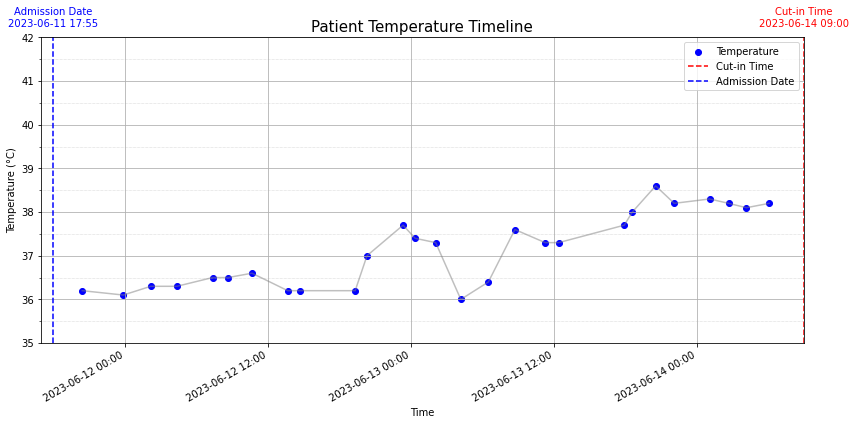 Admission Date
2023-06-11 17:55
Cut-in Time
2023-06-14 09:00
Patient Temperature Timeline
Temperature
Cut-in Time
Admission Date
Temperature (°C)
42
41
40
39
38
37
36
35
2023-06-12 00:00
2023-06-12 12:00
2023-06-13 00:00
2023-06-13 12:00
2023-06-14 00:00
Time